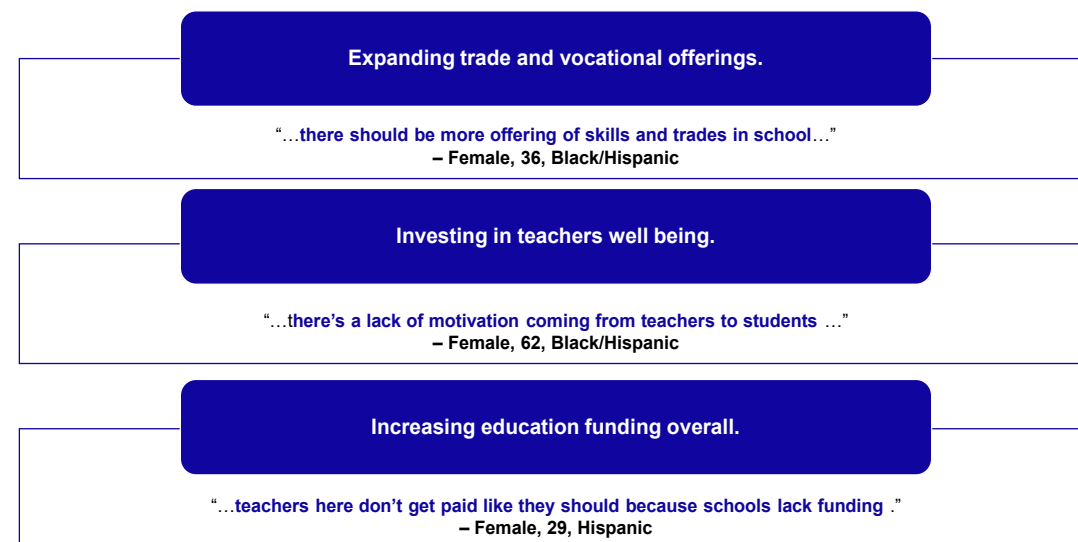 Expanding trade and vocational offerings.
“…there should be more offering of skills and trades in school…”
– Female, 36, Black/Hispanic
Investing in teachers well being.
“…there’s a lack of motivation coming from teachers to students …”
– Female, 62, Black/Hispanic
Increasing education funding overall.
“…teachers here don’t get paid like they should because schools lack funding .”
– Female, 29, Hispanic